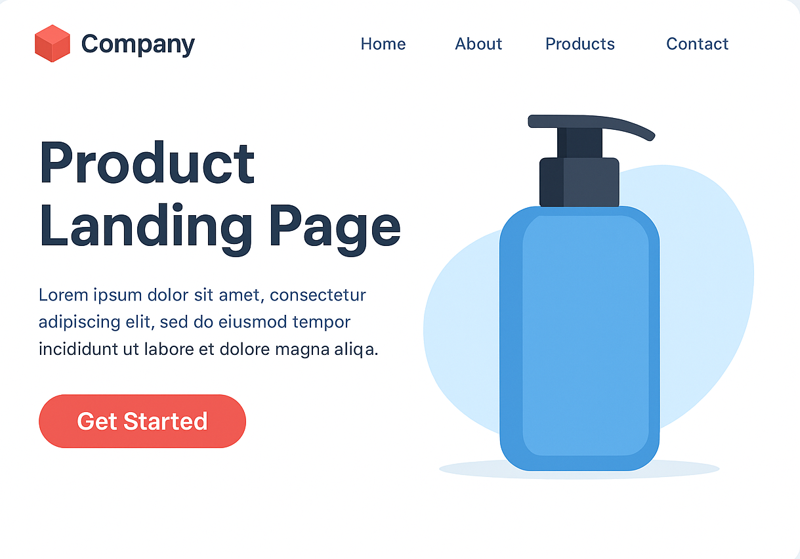 Company
Home About Products Contact
Product
Landing Page
Lorem ipsum dolor sit amet, consectetur
adipiscing elit, sed do eiusmod tempor
incididunt ut labore et dolore magna aliqa.
Get Started